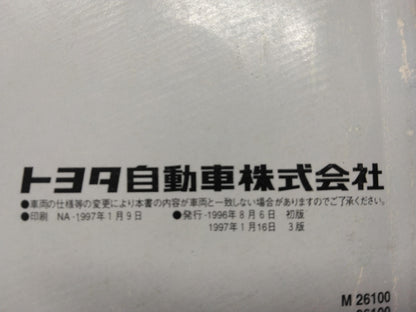 トヨタ自動車株式会社
●車両の仕様等の変更により本書の内容が車両と一致しない場合がありますのでご了承ください。
●印刷 NA-1997年1月9日 ●発行-1996年8月6日 初版
1997年1月16日 3版
M 26100